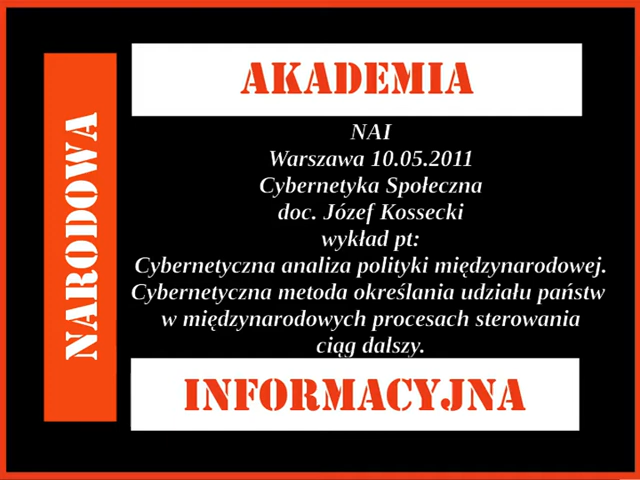 NARODOWA
AKADEMIA
NAI
Warszawa 10.05.2011
Cybernetyka Społeczna
doc. Józef Kossecki
wykład pt:
Cybernetyczna analiza polityki międzynarodowej.
Cybernetyczna metoda określania udziału państw
w międzynarodowych procesach sterowania
ciąg dalszy.
INFORMACYJNA